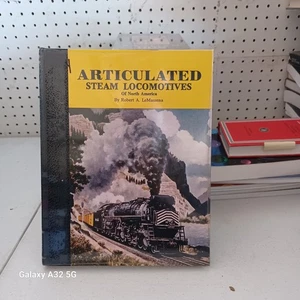 ARTICULATED
STEAM LOCOMOTIVES
Of North America
By Robert A. LeMassena
Galaxy A32 5G